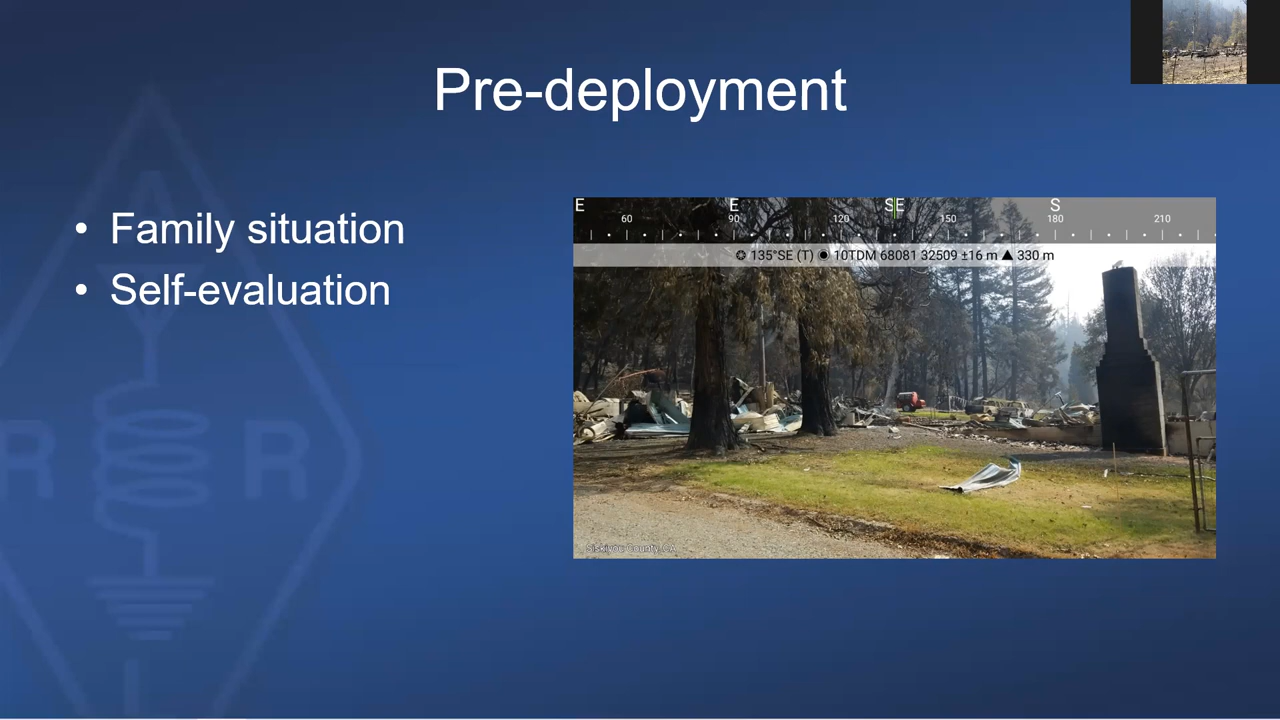 Pre-deployment
• Family situation
• Self-evaluation
E E SE S
60 90 120 150 180 210
135°SE (T) 10TDM 68081 32509 ±16 m ▲ 330 m
Siskiyou County, CA
A
R R
L